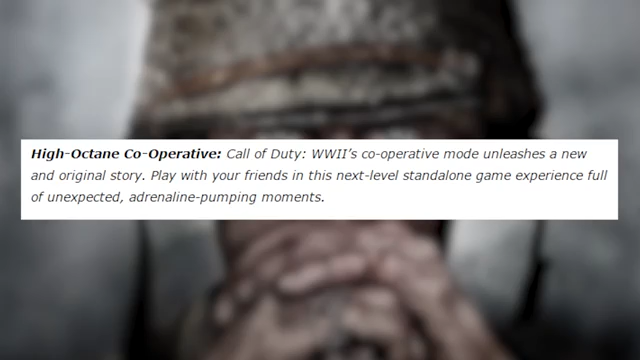 High-Octane Co-Operative: Call of Duty: WWII's co-operative mode unleashes a new
and original story. Play with your friends in this next-level standalone game experience full
of unexpected, adrenaline-pumping moments.